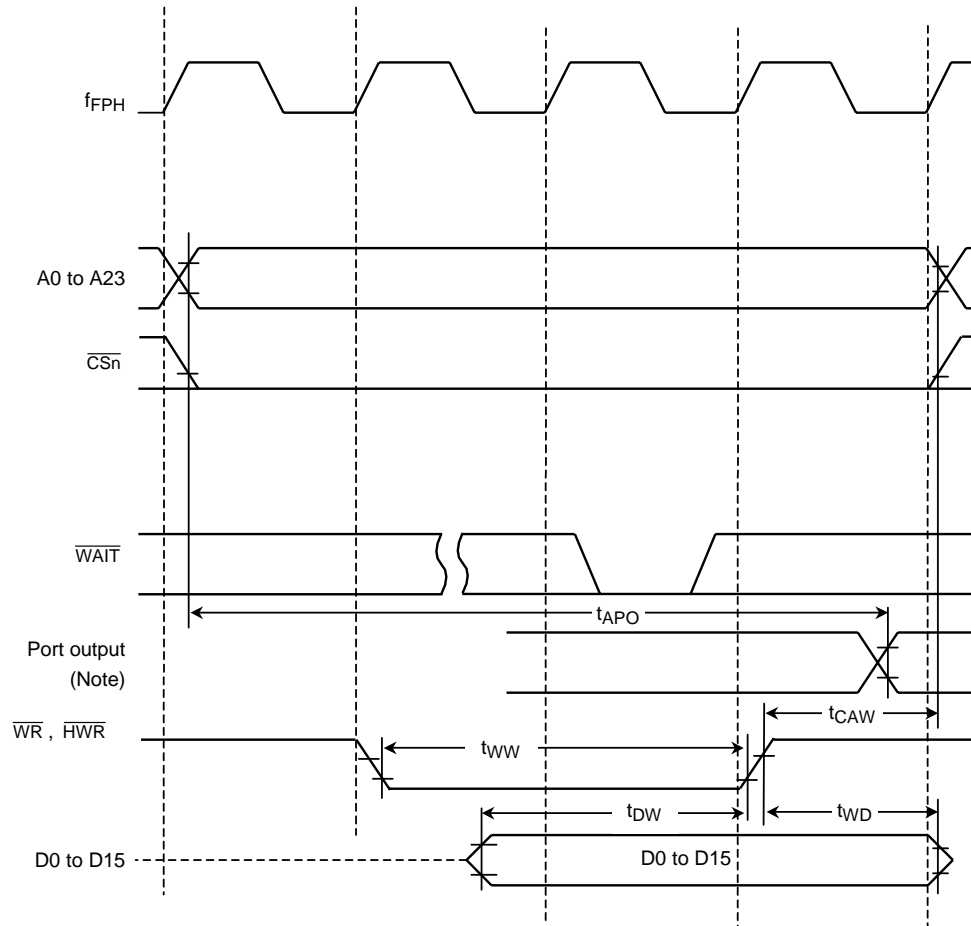 fFPH
A0 to A23
CSn
WAIT
tAPO
Port output
(Note)
tCAW
WR , HWR
tWW
tDW
tWD
D0 to D15
D0 to D15